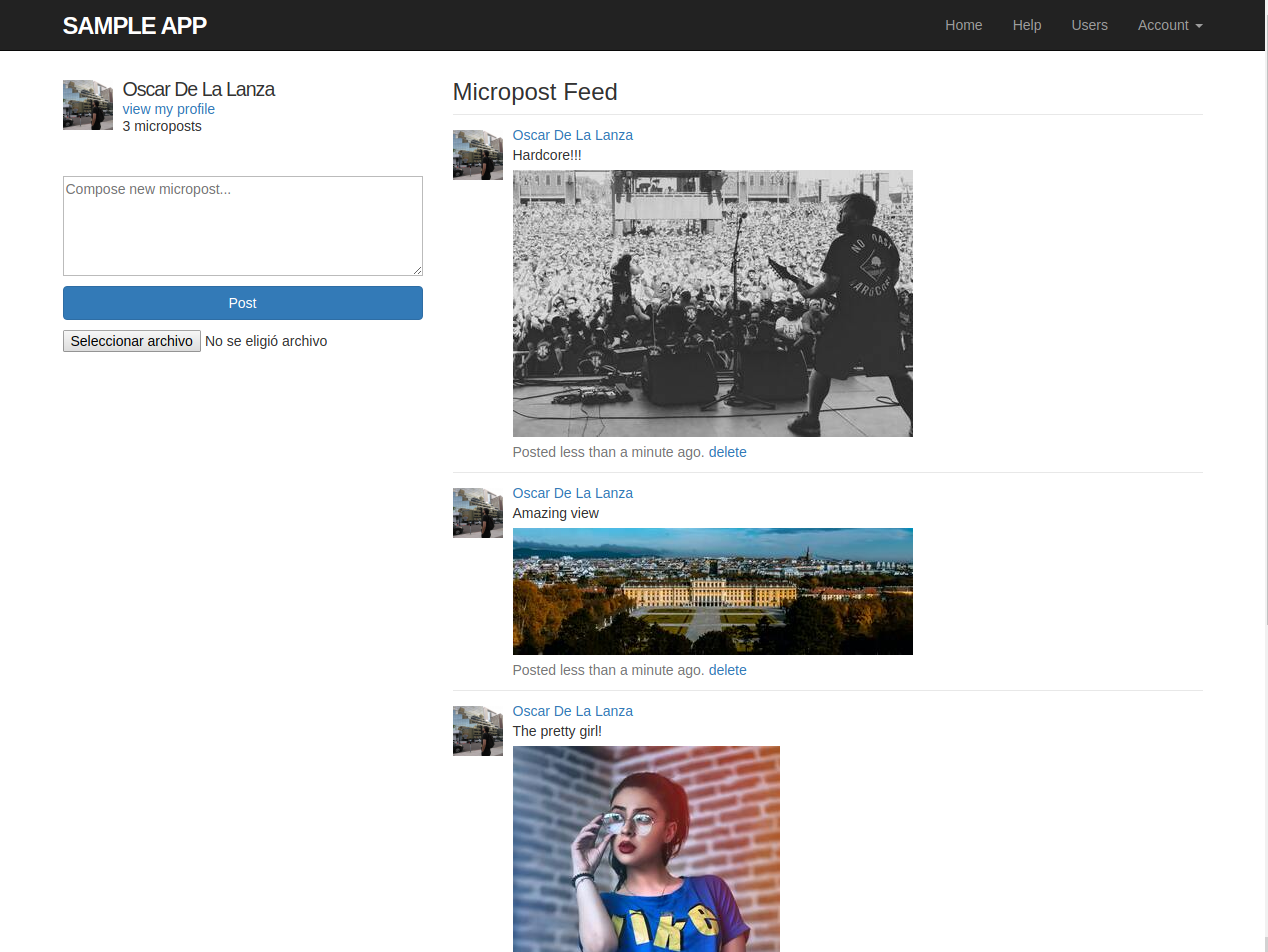 SAMPLE APP
Home Help Users Account
Oscar De La Lanza
view my profile
3 microposts
Compose new micropost...
Post
Seleccionar archivo No se eligió archivo
Micropost Feed
Oscar De La Lanza
Hardcore!!!
NO
Posted less than a minute ago. delete
Oscar De La Lanza
Amazing view
Posted less than a minute ago. delete
Oscar De La Lanza
The pretty girl!